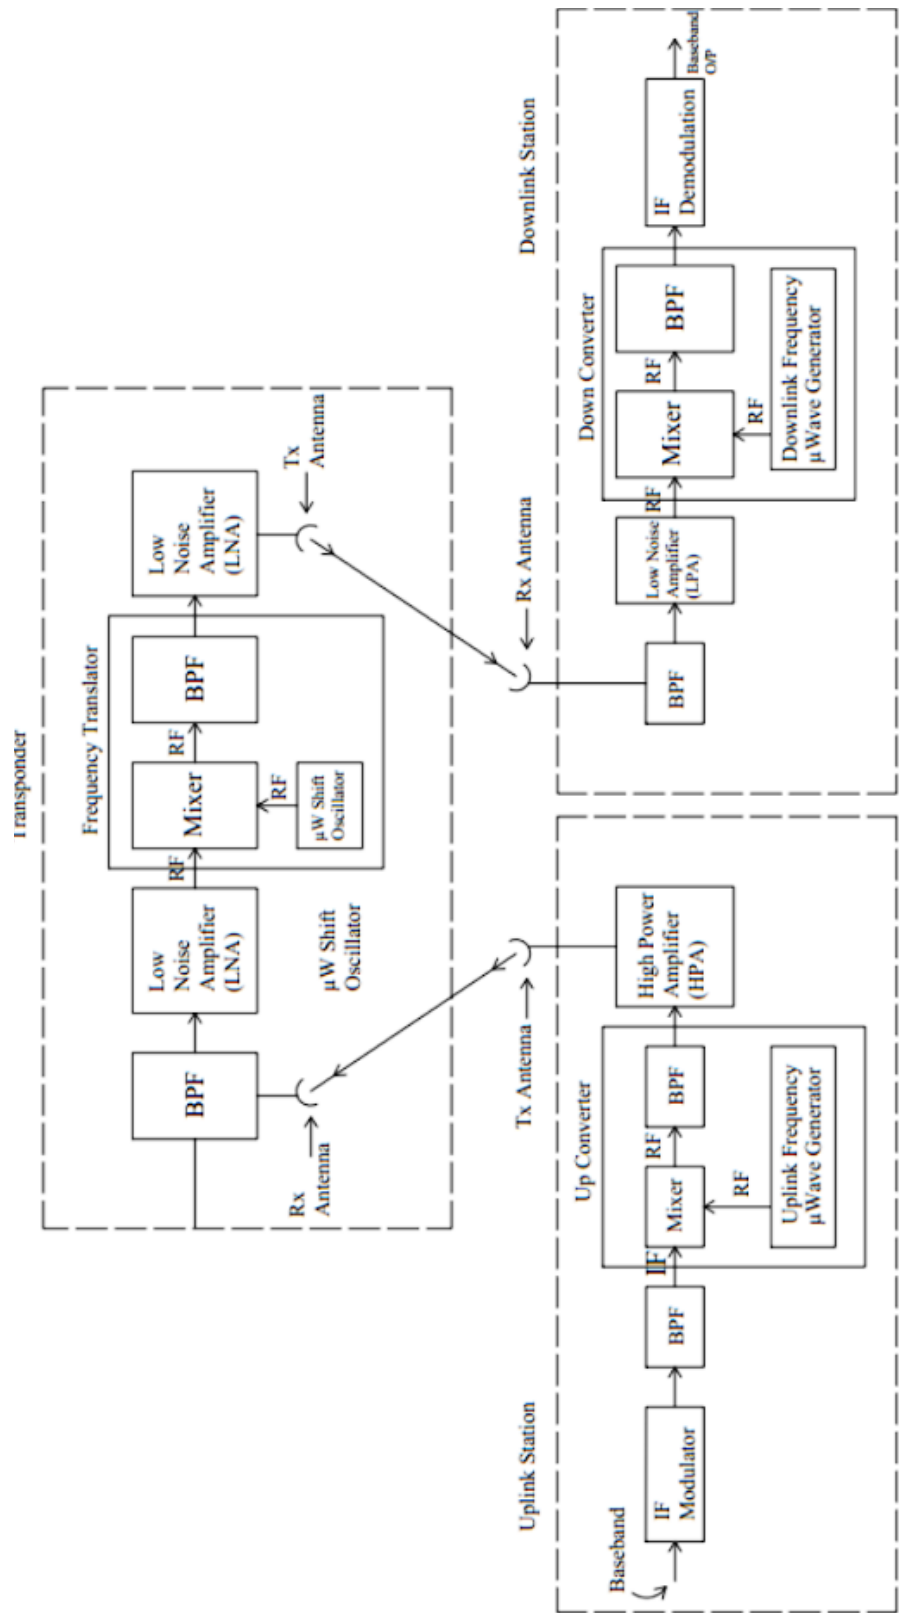 Transponder
Frequency Translator
BPF
Low
Noise
Amplifier
(LNA)
RF
Mixer
RF
BPF
Low
Noise
Amplifier
(LNA)
RF
μW Shift
Oscillator
μW Shift
Oscillator
Rx
Antenna
Tx
Antenna
Uplink Station
Tx Antenna
Baseband
IF
Modulator
BPF
IF
Up Converter
Mixer
RF
BPF
High Power
Amplifier
(HPA)
RF
Uplink Frequency
μWave Generator
Rx Antenna
Downlink Station
BPF
Low Noise
Amplifier
(LPA)
RF
Down Converter
Mixer
RF
BPF
RF
Downlink Frequency
μWave Generator
IF
Demodulation
Baseband
O/P